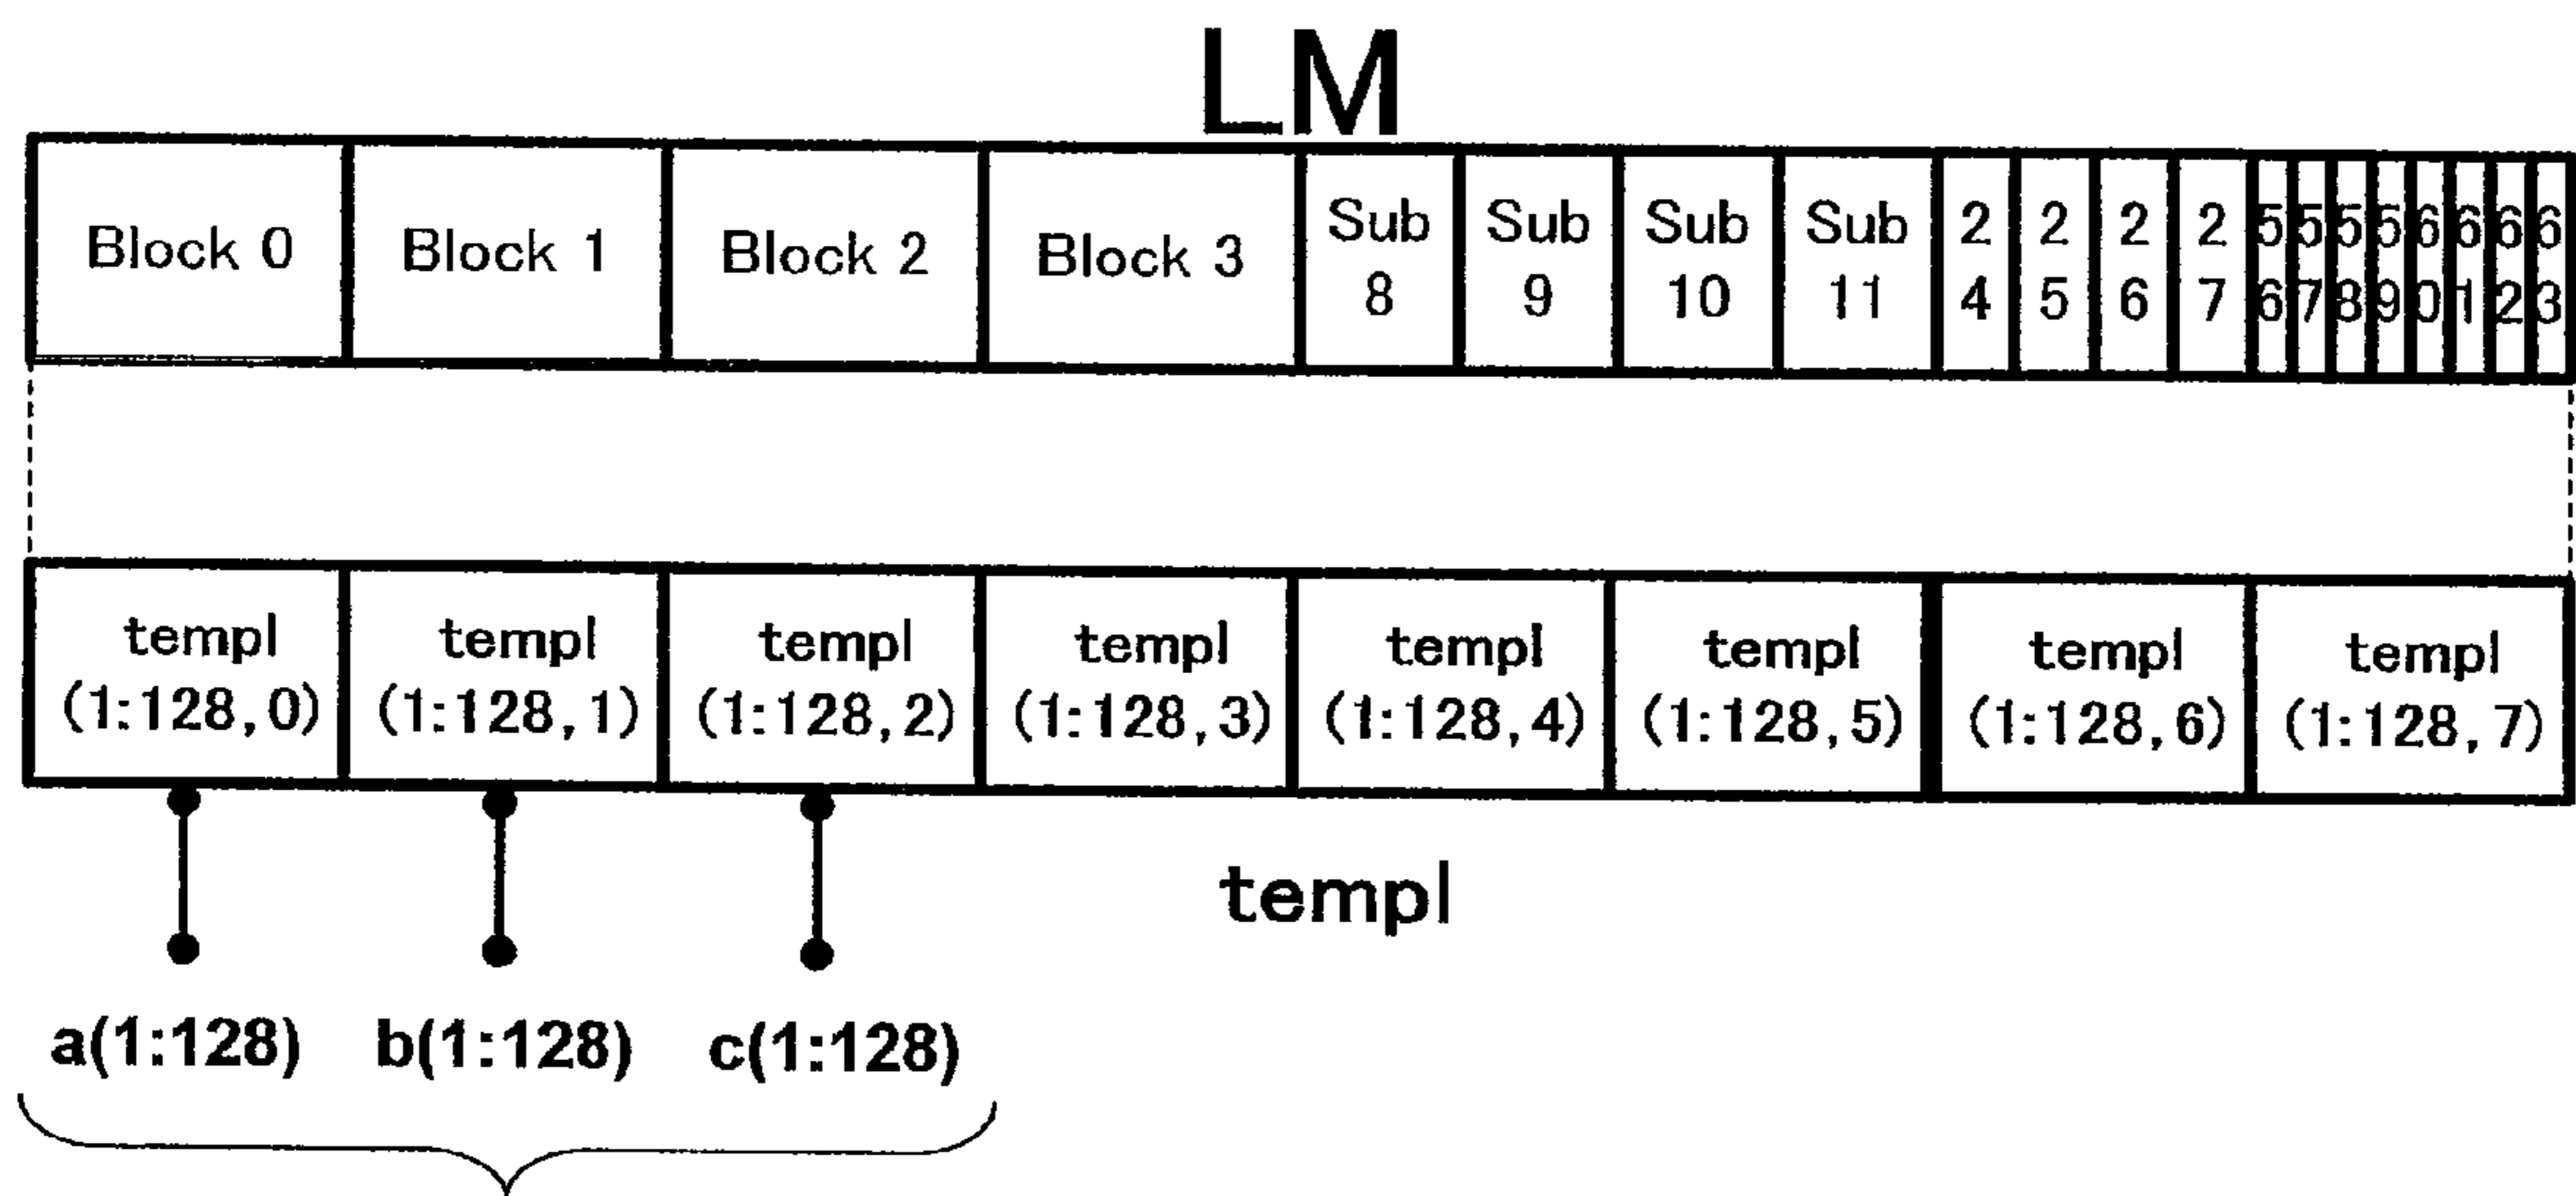 LM
Block 0
Block 1
Block 2
Block 3
Sub
8
Sub
9
Sub
10
Sub
11
2
4
2
5
2
6
2
7
5
6
5
7
5
8
5
9
6
0
6
1
6
2
6
3
templ
(1:128,0)
templ
(1:128,1)
templ
(1:128,2)
templ
(1:128,3)
templ
(1:128,4)
templ
(1:128,5)
templ
(1:128,6)
templ
(1:128,7)
templ
a(1:128)
b(1:128)
c(1:128)